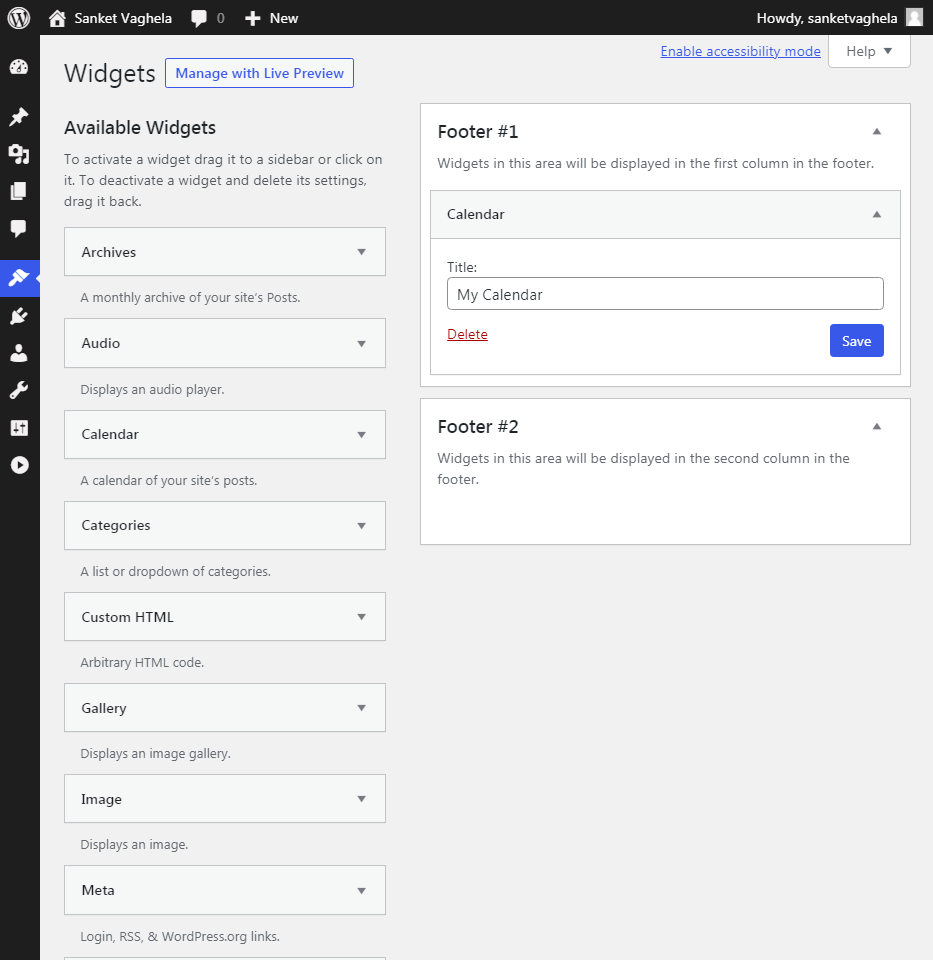 Sanket Vaghela 0 New Howdy, sanketvaghela
Enable accessibility mode Help
Widgets Manage with Live Preview
Available Widgets
To activate a widget drag it to a sidebar or click on
it. To deactivate a widget and delete its settings,
drag it back.
Archives
A monthly archive of your site's Posts.
Audio
Displays an audio player.
Calendar
A calendar of your site's posts.
Categories
A list or dropdown of categories.
Custom HTML
Arbitrary HTML code.
Gallery
Displays an image gallery.
Image
Displays an image.
Meta
Login, RSS, & WordPress.org links.
Footer #1
Widgets in this area will be displayed in the first column in the footer.
Calendar
Title:
My Calendar
Delete Save
Footer #2
Widgets in this area will be displayed in the second column in the
footer.